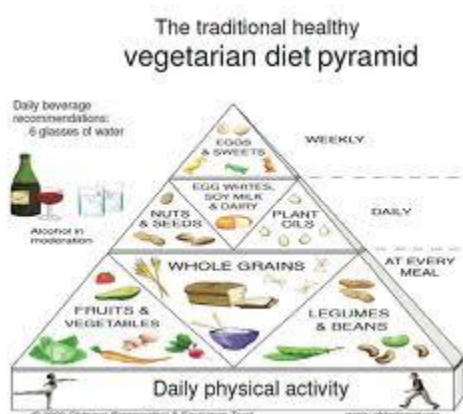 The traditional healthy
vegetarian diet pyramid
Daily beverage
recommendations:
6 glasses of water
Alcohol in
moderation
EGGS
& SWEETS
WEEKLY
EGG WHITES,
SOY MILK
& DAIRY
NUTS
& SEEDS
PLANT
OILS
DAILY
WHOLE GRAINS
AT EVERY
MEAL
FRUITS &
VEGETABLES
LEGUMES
& BEANS
Daily physical activity